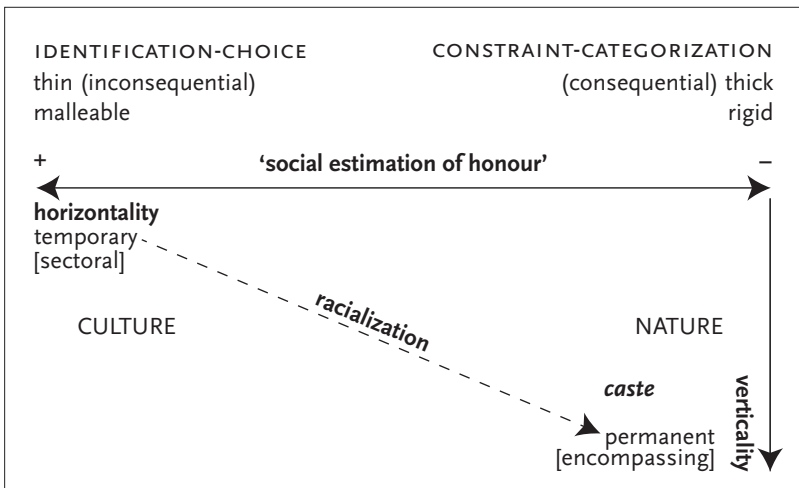 IDENTIFICATION-CHOICE
thin (inconsequential)
malleable
CONSTRAINT-CATEGORIZATION
(consequential) thick
rigid
+
'social estimation of honour'
–
horizontality
temporary
[sectoral]
racialization
CULTURE
NATURE
caste
permanent
[encompassing]
verticality